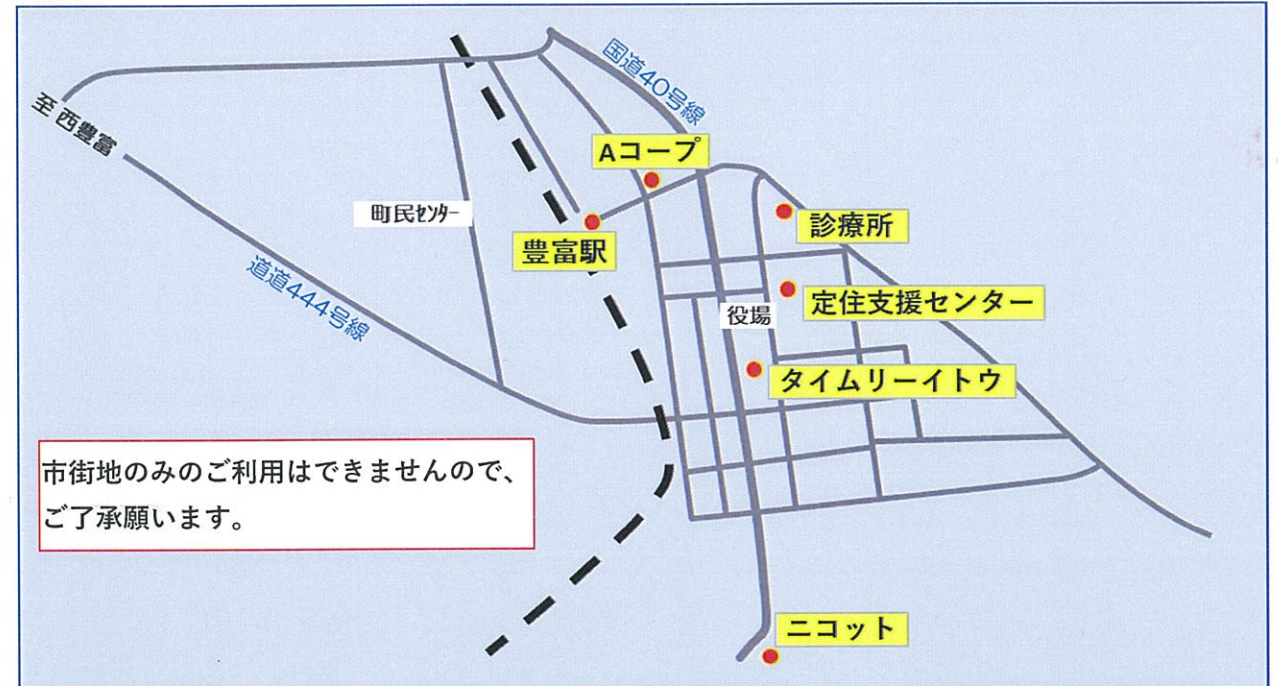 国道40号線
至 西豊富
Aコープ
町民センター
診療所
豊富駅
道道444号線
定住支援センター
役場
タイムリーイトウ
市街地のみのご利用はできませんので、
ご了承願います。
ニコット